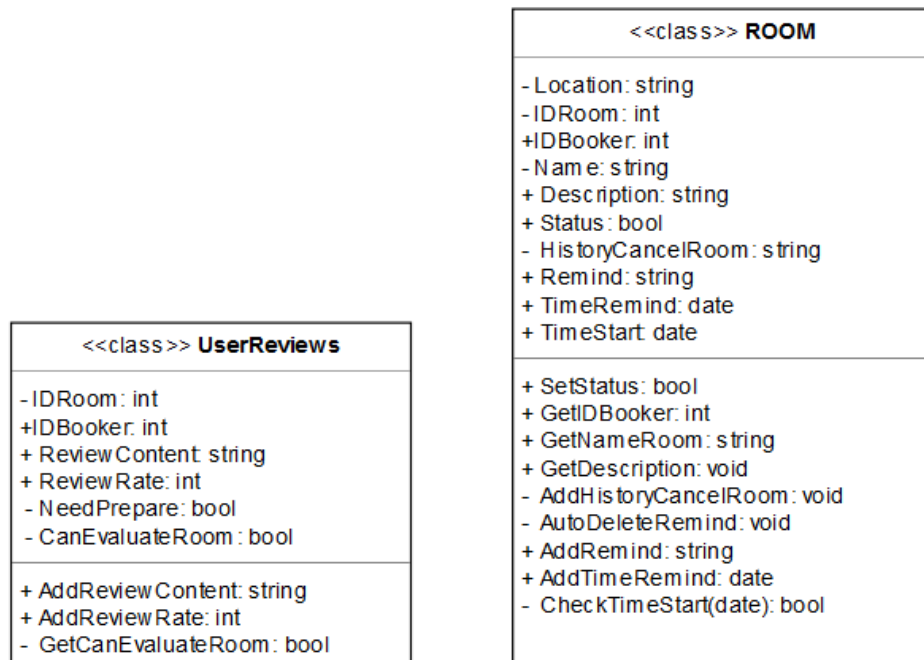 <<class>> ROOM
- Location: string
- IDRoom: int
+IDBooker: int
- Name: string
+ Description: string
+ Status: bool
- HistoryCancelRoom: string
+ Remind: string
+ TimeRemind: date
+ TimeStart: date
+ SetStatus: bool
+ GetIDBooker: int
+ GetNameRoom: string
+ GetDescription: void
- AddHistoryCancelRoom: void
- AutoDeleteRemind: void
+ AddRemind: string
+ AddTimeRemind: date
- CheckTimeStart(date): bool
<<class>> UserReviews
- IDRoom: int
+IDBooker: int
+ ReviewContent: string
+ ReviewRate: int
- NeedPrepare: bool
- CanEvaluateRoom: bool
+ AddReviewContent: string
+ AddReviewRate: int
- GetCanEvaluateRoom: bool